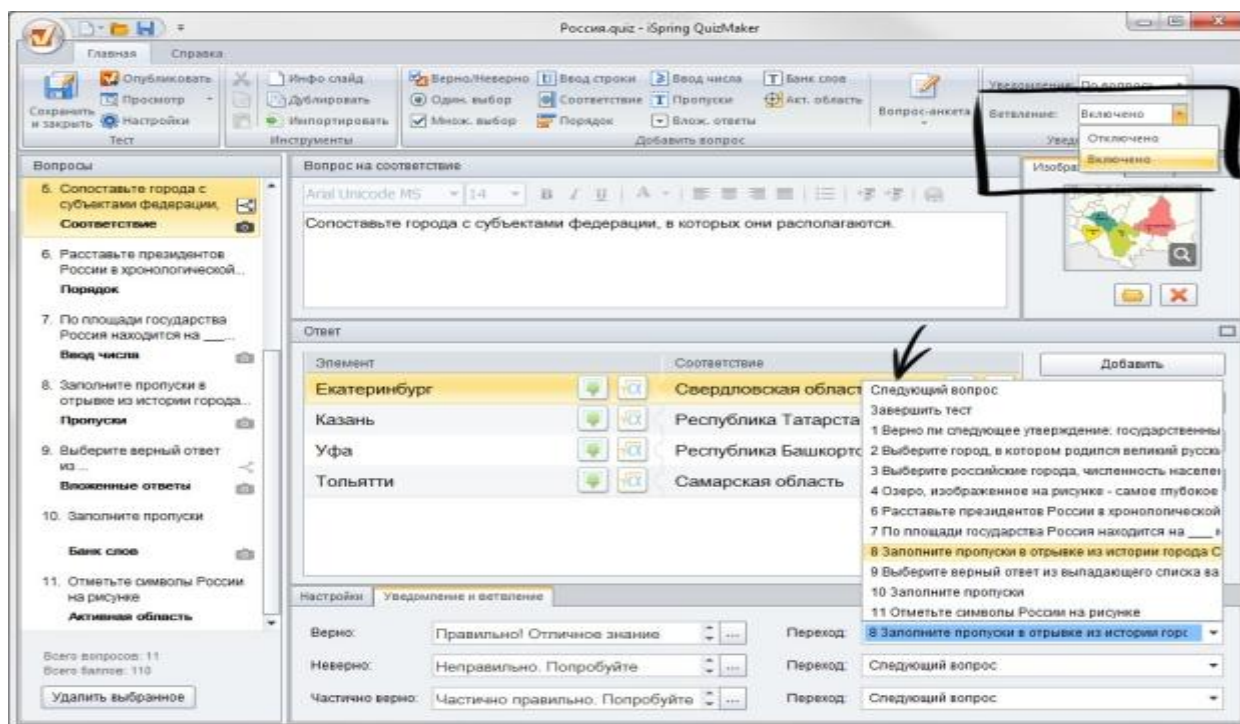 Россия.quiz - iSpring QuizMaker
Главная Справка
Сохранить и закрыть
Опубликовать
Просмотр
Настройки
Тест
Инфо слайд
Дублировать
Импортировать
Инструменты
Верно/Неверно Ввод строки Ввод числа Банк слов
Один. выбор Соответствие Пропуски Акт. область
Множ. выбор Порядок Влож. ответы
Вопрос-анкета
Добавить вопрос
Уведомление: По вопросу
Ветвление: Включено
Отключено
Включено
Вопросы
Сопоставьте города с
субъектами федерации,
Соответствие
6. Расставьте президентов
России в хронологической...
Порядок
7. По площади государства
Россия находится на ___...
Ввод числа
8. Заполните пропуски в
отрывке из истории города...
Пропуски
9. Выберите верный ответ
из ...
Вложенные ответы
10. Заполните пропуски
Банк слов
11. Отметьте символы России
на рисунке
Активная область
Всего вопросов: 11
Всего баллов: 110
Удалить выбранное
Вопрос на соответствие
Arial Unicode MS 14
Сопоставьте города с субъектами федерации, в которых они располагаются.
Ответ
Элемент Соответствие
Добавить
Екатеринбург Свердловская област
Казань Республика Татарста
Уфа Республика Башкорто
Тольятти Самарская область
Следующий вопрос
Завершить тест
1 Верно ли следующее утверждение: государственны
2 Выберите город, в котором родился великий русска
3 Выберите российские города, численность населен
4 Озеро, изображенное на рисунке - самое глубокое
6 Расставьте президентов России в хронологической
7 По площади государства Россия находится на ___
8 Заполните пропуски в отрывке из истории города С
9 Выберите верный ответ из выпадающего списка ва
10 Заполните пропуски
11 Отметьте символы России на рисунке
Настройки Уведомление и ветвление
Верно: Правильно! Отличное знание Переход: 8 Заполните пропуски в отрывке из истории горс
Неверно: Неправильно. Попробуйте Переход: Следующий вопрос
Частично верно: Частично правильно. Попробуйте Переход: Следующий вопрос